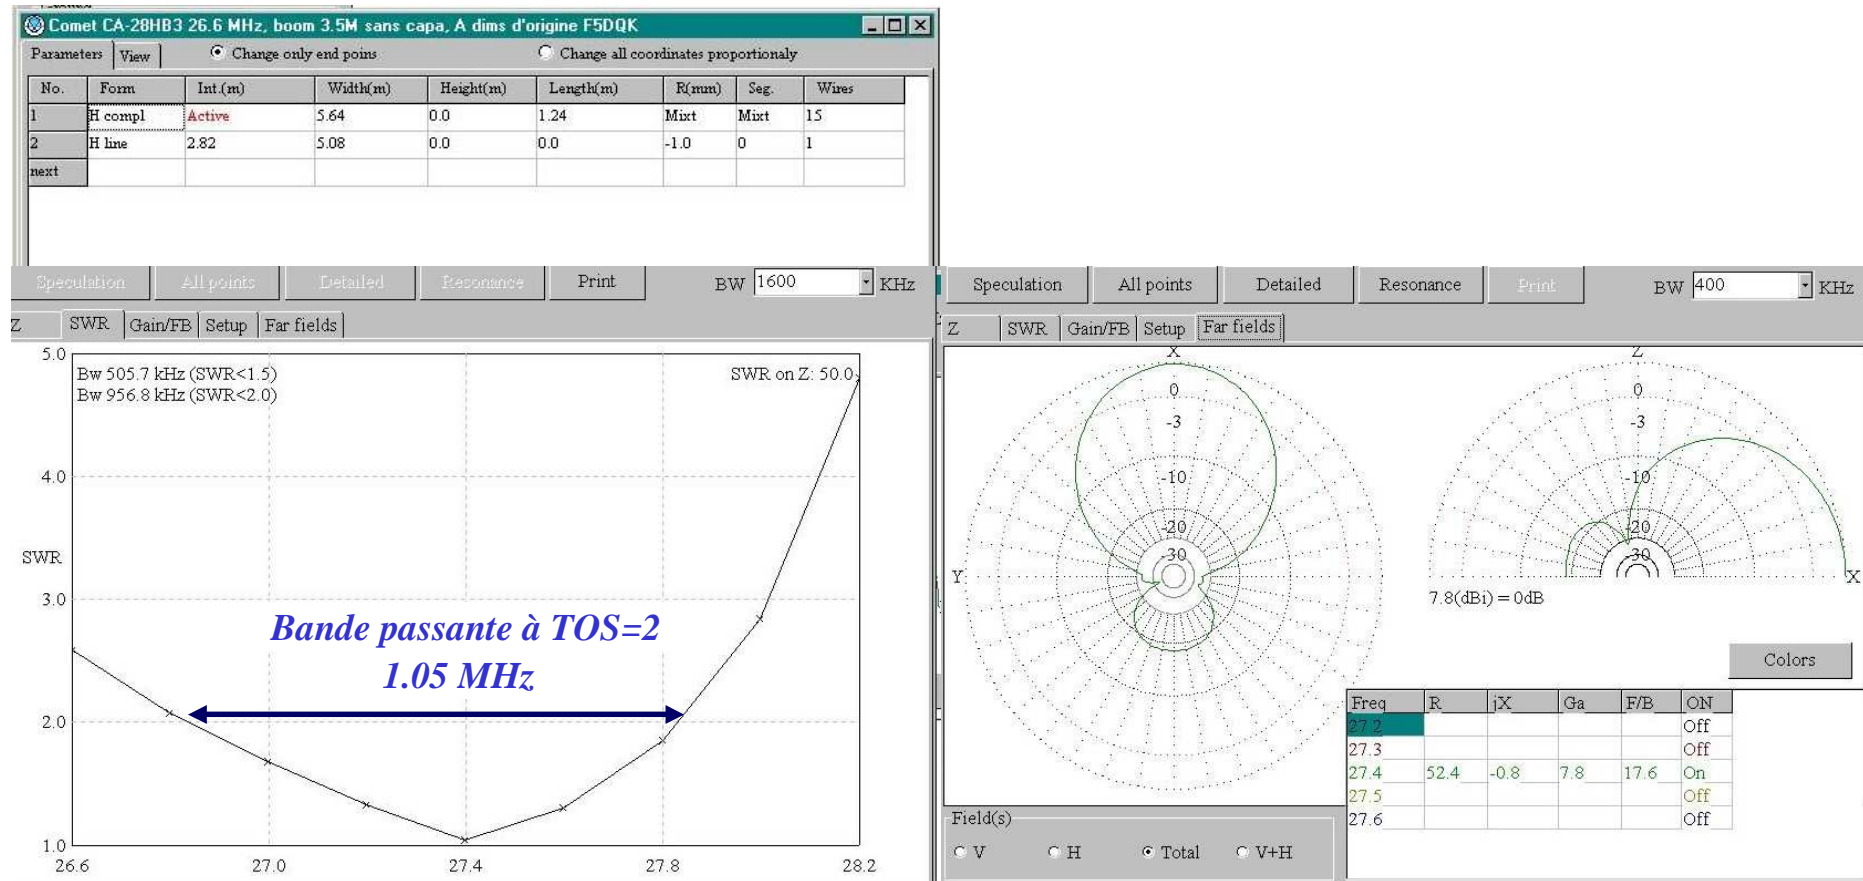 Comet CA-28HB3 26.6 MHz, boom 3.5M sans capa, A dims d'origine F5DQK
Parameters View Change only end poins Change all coordinates proportionaly
No. Form Int.(m) Width(m) Height(m) Length(m) R(mm) Seg. Wires
1 H compl Active 5.64 0.0 1.24 Mixt Mixt 15
2 H line 2.82 5.08 0.0 0.0 -1.0 0 1
next
Speculation All points Detailed Resonance Print BW 1600 KHz
Z SWR Gain/FB Setup Far fields
5.0
Bw 505.7 kHz (SWR<1.5) SWR on Z: 50.0
Bw 956.8 kHz (SWR<2.0)
4.0
SWR
3.0
Bande passante à TOS=2
1.05 MHz
2.0
1.0
26.6 27.0 27.4 27.8 28.2
Speculation All points Detailed Resonance Print BW 400 KHz
Z SWR Gain/FB Setup Far fields
X
0
-3
-10
-20
-30
Y
Z
0
-3
-10
-20
-30
X
7.8(dBi) = 0dB
Colors
Freq R jX Ga F/B ON
27.2 Off
27.3 Off
27.4 52.4 -0.8 7.8 17.6 On
27.5 Off
27.6 Off
Field(s)
V H Total V+H